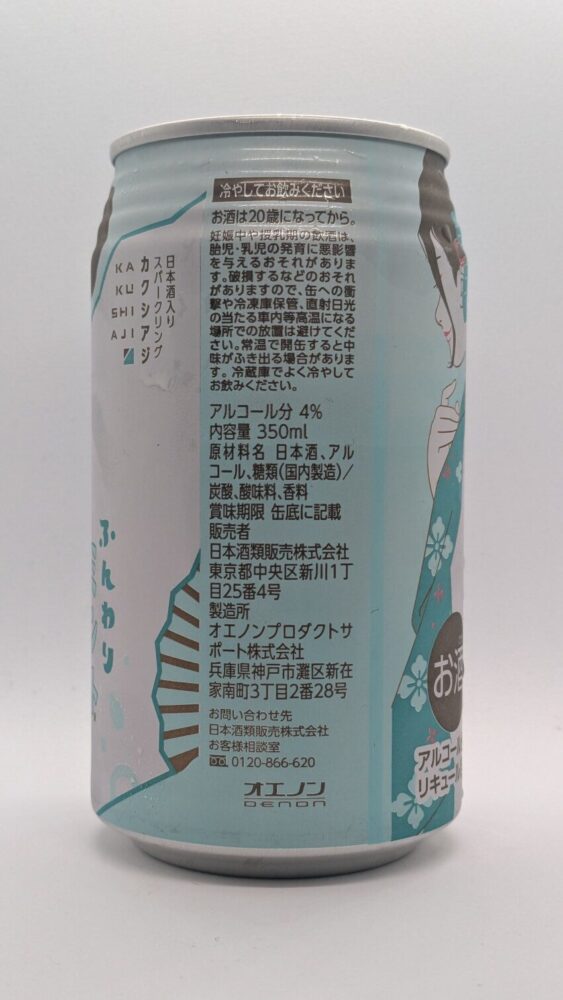 冷やしてお飲みください
お酒は20歳になってから。
妊娠中や授乳期の飲酒は、
胎児・乳児の発育に悪影響
を与えるおそれがありま
す。破損するなどのおそれ
がありますので、缶への衝
撃や冷凍庫保管、直射日光
の当たる車内等高温になる
場所での放置は避けてくだ
さい。常温で開缶すると中
味がふき出る場合がありま
す。冷蔵庫でよく冷やして
お飲みください。
アルコール分 4%
内容量 350ml
原材料名 日本酒、アル
コール、糖類(国内製造)/
炭酸、酸味料、香料
賞味期限 缶底に記載
販売者
日本酒類販売株式会社
東京都中央区新川1丁
目25番4号
製造所
オエノンプロダクトサ
ポート株式会社
兵庫県神戸市灘区新在
家南町3丁目2番28号
お問い合わせ先
日本酒類販売株式会社
お客様相談室
0120-866-620
オエノン
OENON
日本酒入り
スパークリング
カクシアジ
KA
KU
SHI
AJI
ふんわり
お酒
アルコール
リキュール